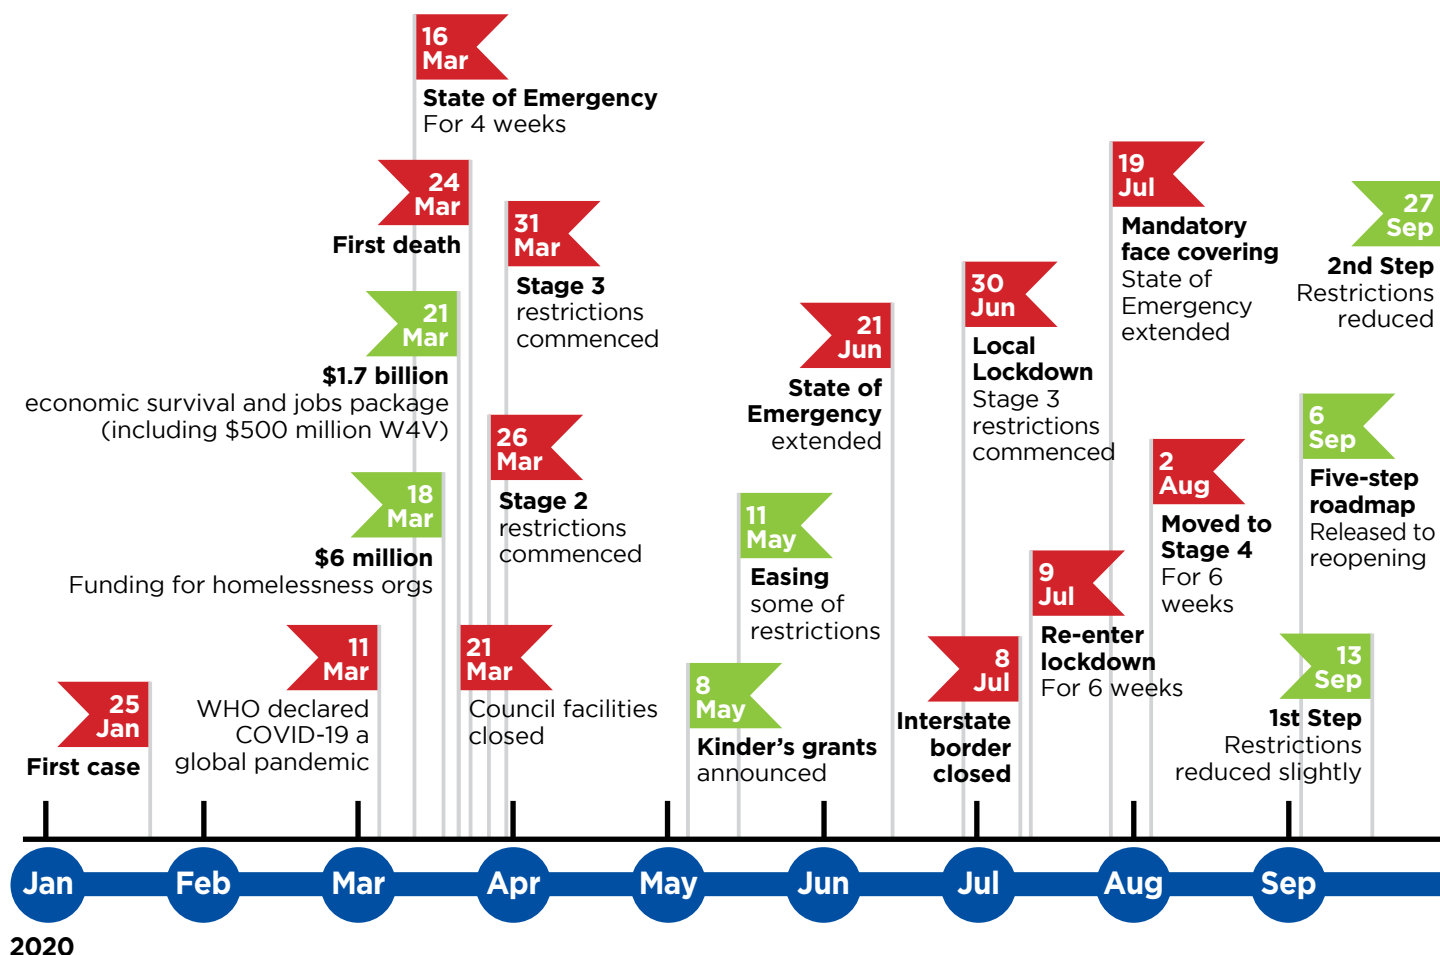 16
Mar
State of Emergency
For 4 weeks
24
Mar
First death
31
Mar
Stage 3
restrictions
commenced
21
Mar
$1.7 billion
economic survival and jobs package
(including $500 million W4V)
26
Mar
Stage 2
restrictions
commenced
18
Mar
$6 million
Funding for homelessness orgs
11
Mar
WHO declared
COVID-19 a
global pandemic
21
Mar
Council facilities
closed
25
Jan
First case
19
Jul
Mandatory
face covering
State of
Emergency
extended
27
Sep
2nd Step
Restrictions
reduced
30
Jun
Local
Lockdown
Stage 3
restrictions
commenced
21
Jun
State of
Emergency
extended
6
Sep
Five-step
roadmap
Released to
reopening
2
Aug
Moved to
Stage 4
For 6
weeks
11
May
Easing
some of
restrictions
9
Jul
Re-enter
lockdown
For 6 weeks
8
Jul
Interstate
border
closed
13
Sep
1st Step
Restrictions
reduced slightly
8
May
Kinder’s grants
announced
Jan
Feb
Mar
Apr
May
Jun
Jul
Aug
Sep
2020